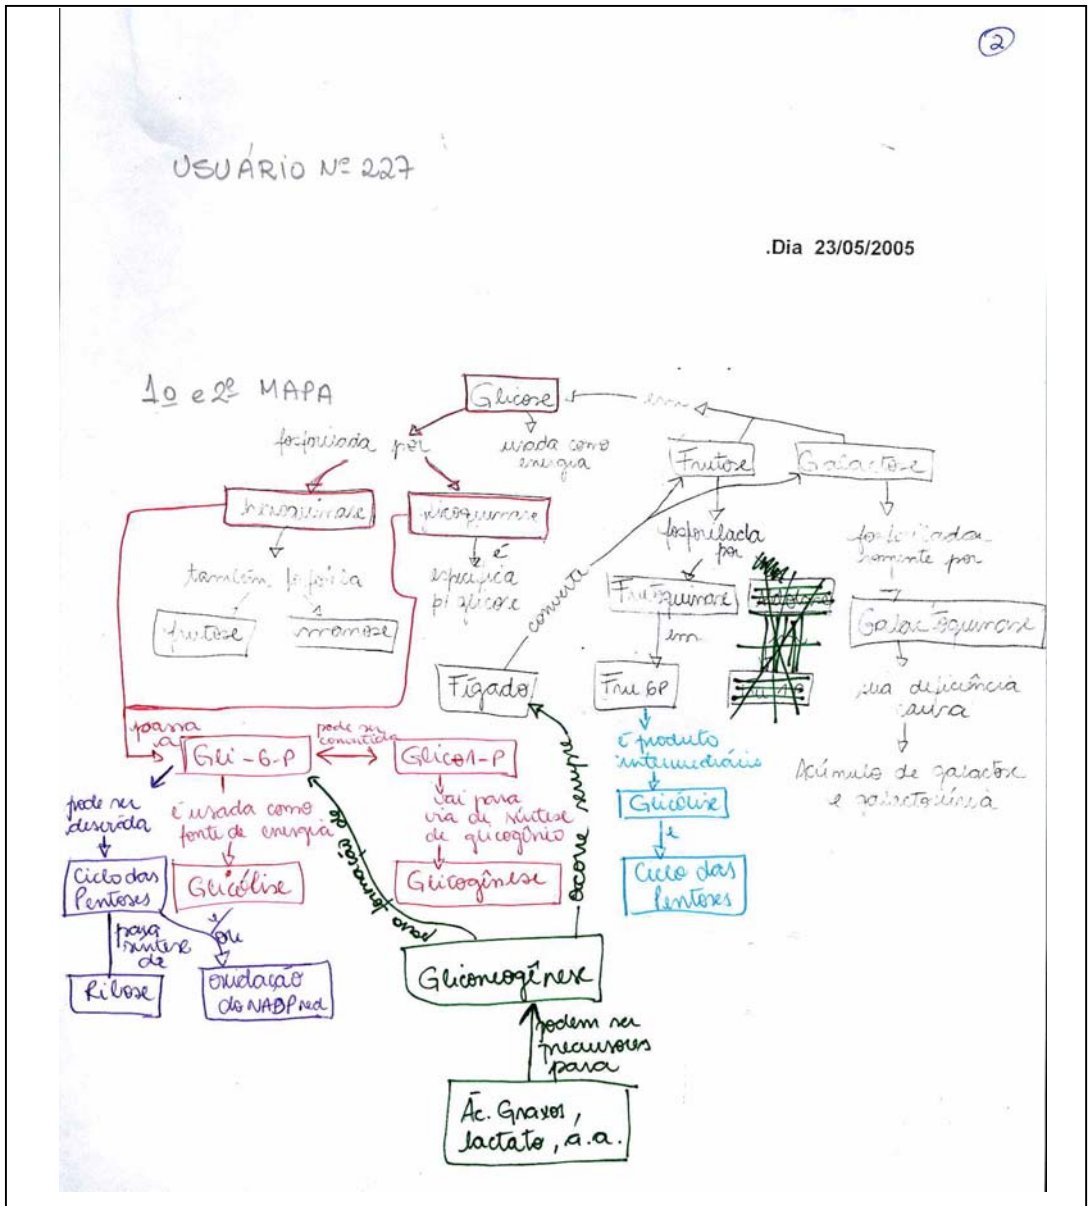 2
USUÁRIO Nº 227
.Dia 23/05/2005
1º e 2º MAPA
Glicose
em
fosforilada por
usada como
energia
Frutose
Galactose
hexoquinase
glicoquinase
fosforilada
por
fosforilada
somente por
também fosforila
é
específica
p/ glicose
converta
Frutoquinase
Galactoquinase
frutose
manose
em
Fígado
Fru 6P
sua deficiência
causa
passa
a
Gli-6-P
pode ser
convertida
Glico1-P
é produto
intermediário
Acúmulo de galactose
e galactosúria
pode ser
desviada
é usada como
fonte de energia
vai para
via de síntese
de glicogênio
ocorre sempre
Glicólise
e
Ciclo das
Pentoses
Glicólise
Glicogênese
para formação de
Ciclo das
Pentoses
para
síntese
de
ou
Gliconeogênese
Ribose
Oxidação
do NADP red
podem ser
precursores
para
Ác. Graxos,
lactato, a.a.